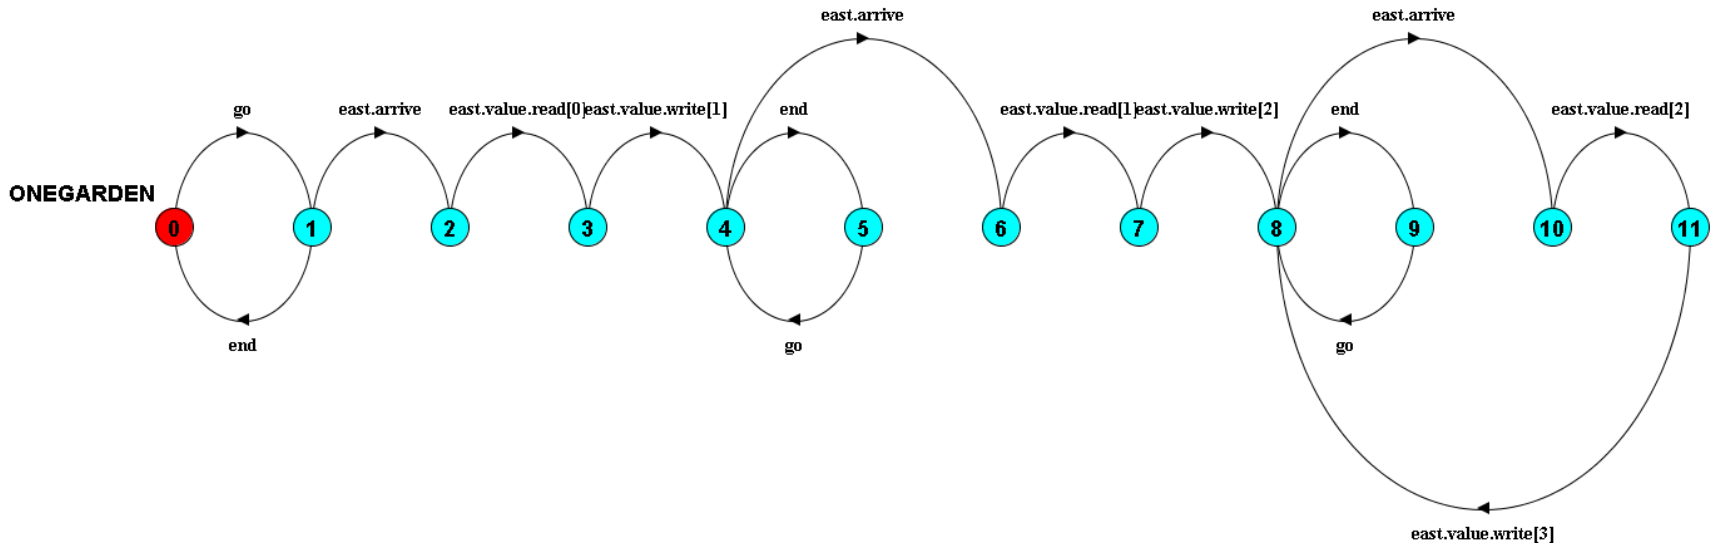 east.arrive east.arrive
go east.arrive east.value.read[0] east.value.write[1] end east.value.read[1] east.value.write[2] end east.value.read[2]
ONEGARDEN
0 1 2 3 4 5 6 7 8 9 10 11
end go go
east.value.write[3]